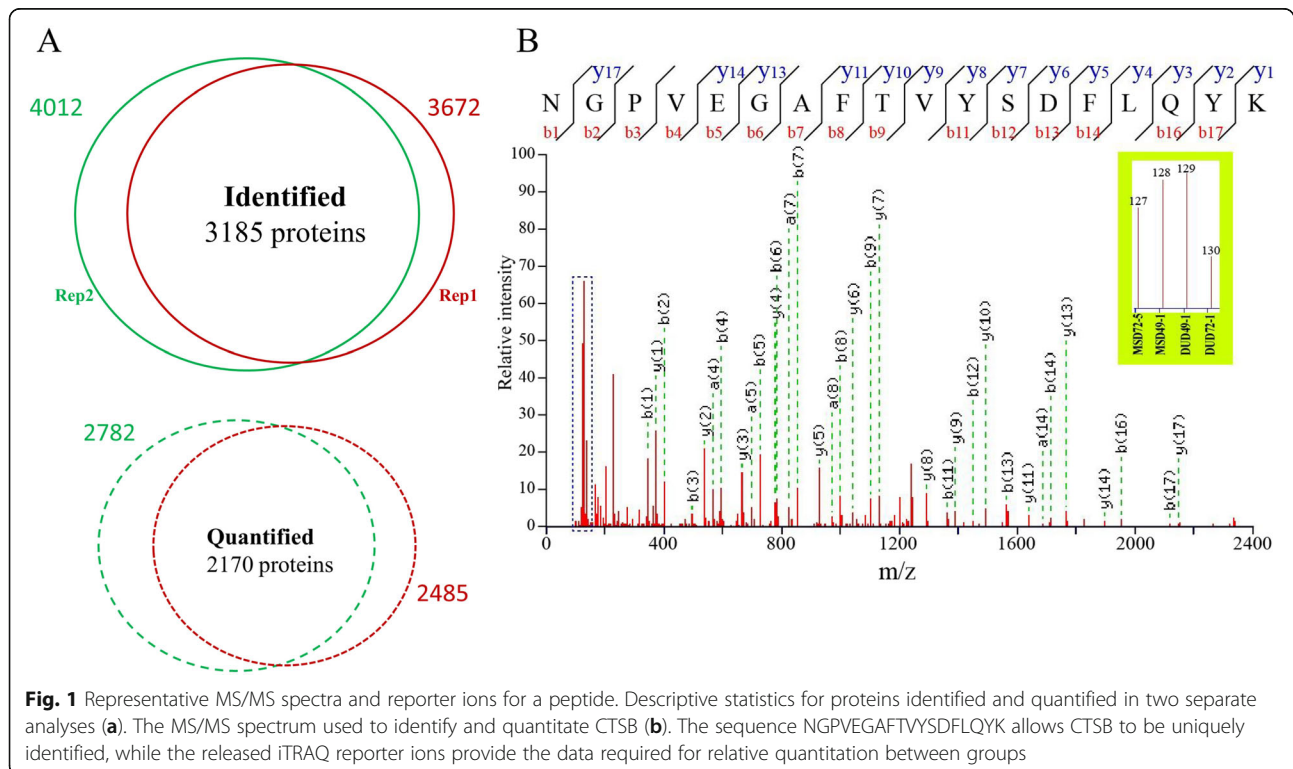 A
4012
3672
Identified
3185 proteins
Rep2
Rep1
2782
Quantified
2170 proteins
2485
B
y17 y14 y13 y11 y10 y9 y8 y7 y6 y5 y4 y3 y2 y1
N G P V E G A F T V Y S D F L Q Y K
b1 b2 b3 b4 b5 b6 b7 b8 b9 b11 b12 b13 b14 b16 b17
Relative intensity
100
90
80
70
60
50
40
30
20
10
0
b(1)
y(1)
b(2)
b(3)
y(2)
a(4)
b(4)
y(3)
a(5)
b(5)
y(4)
b(6)
a(7)
b(7)
y(5)
a(8)
b(8)
y(6)
b(9)
y(7)
y(8)
b(11)
y(9)
b(12)
y(10)
b(13)
y(11)
a(14)
b(14)
y(13)
y(14)
b(16)
b(17)
y(17)
127
128
129
130
MSD72-5
MSD49-1
DUD49-1
DUD72-1
0 400 800 1200 1600 2000 2400
m/z
Fig. 1 Representative MS/MS spectra and reporter ions for a peptide. Descriptive statistics for proteins identified and quantified in two separate
analyses (a). The MS/MS spectrum used to identify and quantitate CTSB (b). The sequence NGPVEGAFTVYSDFLQYK allows CTSB to be uniquely
identified, while the released iTRAQ reporter ions provide the data required for relative quantitation between groups